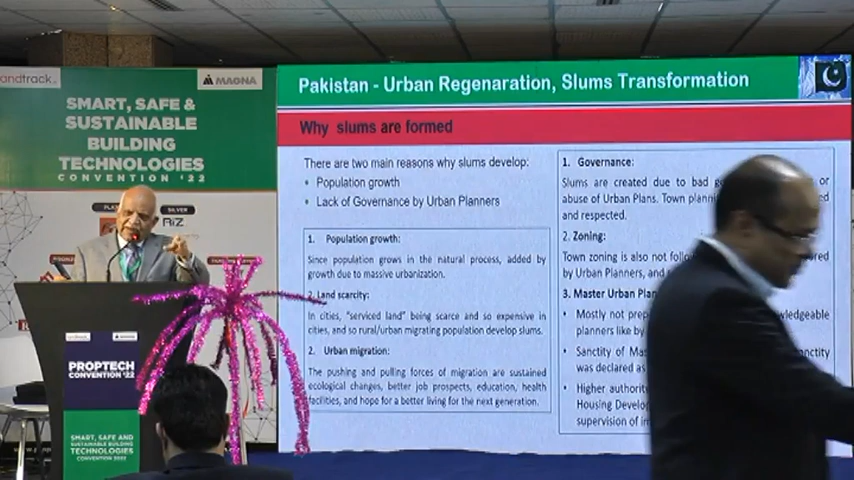 andtrack.
MAGNA
SMART, SAFE &
SUSTAINABLE
BUILDING
TECHNOLOGIES
CONVENTION '22
SILVER
RIZ
PROPTECH
CONVENTION '22
SMART, SAFE AND
SUSTAINABLE BUILDING
TECHNOLOGIES
CONVENTION 2022
Pakistan - Urban Regenaration, Slums Transformation
Why slums are formed
There are two main reasons why slums develop:
• Population growth
• Lack of Governance by Urban Planners
1. Population growth:
Since population grows in the natural process, added by
growth due to massive urbanization.
2. Land scarcity:
In cities, "serviced land" being scarce and so expensive in
cities, and so rural/urban migrating population develop slums.
2. Urban migration:
The pushing and pulling forces of migration are sustained
ecological changes, better job prospects, education, health
facilities, and hope for a better living for the next generation.
1. Governance:
Slums are created due to bad or
abuse of Urban Plans. Town
and respected.
2. Zoning:
Town zoning is also not
by Urban Planners, and
3. Master Urban
• Mostly not
planners like by
• Sanctity of
was declared as
• Higher
Housing
supervision of